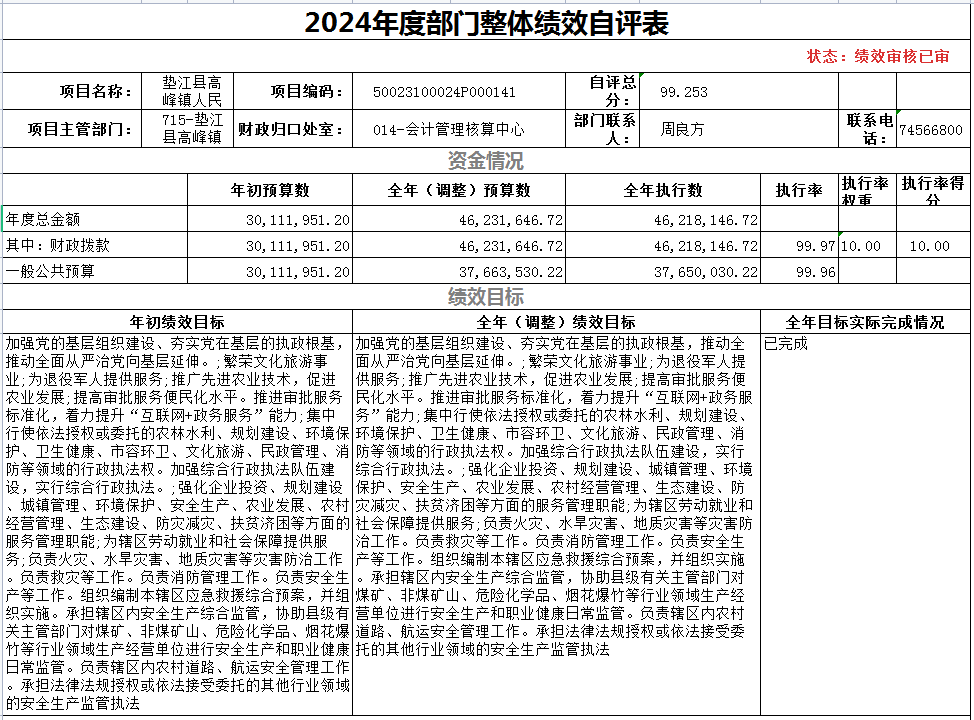 2024年度部门整体绩效自评表
状态：绩效审核已审
项目名称：
垫江县高
峰镇人民
项目编码：
50023100024P000141
自评总
分：
99.253
项目主管部门：
715-垫江
县高峰镇
财政归口处室：
014-会计管理核算中心
部门联系
人：
周良方
联系电
话：
74566800
资金情况
年初预算数
全年（调整）预算数
全年执行数
执行率
执行率
权重
执行率得
分
年度总金额 30,111,951.20 46,231,646.72 46,218,146.72
其中：财政拨款 30,111,951.20 46,231,646.72 46,218,146.72 99.97 10.00 10.00
一般公共预算 30,111,951.20 37,663,530.22 37,650,030.22 99.96
绩效目标
年初绩效目标
全年（调整）绩效目标
全年目标实际完成情况
加强党的基层组织建设、夯实党在基层的执政根基，
推动全面从严治党向基层延伸。;繁荣文化旅游事
业;为退役军人提供服务;推广先进农业技术，促进
农业发展;提高审批服务便民化水平。推进审批服务
标准化，着力提升“互联网+政务服务”能力;集中
行使依法授权或委托的农林水利、规划建设、环境保
护、卫生健康、市容环卫、文化旅游、民政管理、消
防等领域的行政执法权。加强综合行政执法队伍建
设，实行综合行政执法。;强化企业投资、规划建设
、城镇管理、环境保护、安全生产、农业发展、农村
经营管理、生态建设、防灾减灾、扶贫济困等方面的
服务管理职能;为辖区劳动就业和社会保障提供服
务;负责火灾、水旱灾害、地质灾害等灾害防治工作
。负责救灾等工作。负责消防管理工作。负责安全生
产等工作。组织编制本辖区应急救援综合预案，并组
织实施。承担辖区内安全生产综合监管，协助县级有
关主管部门对煤矿、非煤矿山、危险化学品、烟花爆
竹等行业领域生产经营单位进行安全生产和职业健康
日常监管。负责辖区内农村道路、航运安全管理工作
。承担法律法规授权或依法接受委托的其他行业领域
的安全生产监管执法
加强党的基层组织建设、夯实党在基层的执政根基，推动全
面从严治党向基层延伸。;繁荣文化旅游事业;为退役军人提
供服务;推广先进农业技术，促进农业发展;提高审批服务便
民化水平。推进审批服务标准化，着力提升“互联网+政务服
务”能力;集中行使依法授权或委托的农林水利、规划建设、
环境保护、卫生健康、市容环卫、文化旅游、民政管理、消
防等领域的行政执法权。加强综合行政执法队伍建设，实行
综合行政执法。;强化企业投资、规划建设、城镇管理、环境
保护、安全生产、农业发展、农村经营管理、生态建设、防
灾减灾、扶贫济困等方面的服务管理职能;为辖区劳动就业和
社会保障提供服务;负责火灾、水旱灾害、地质灾害等灾害防
治工作。负责救灾等工作。负责消防管理工作。负责安全生
产等工作。组织编制本辖区应急救援综合预案，并组织实施
。承担辖区内安全生产综合监管，协助县级有关主管部门对
煤矿、非煤矿山、危险化学品、烟花爆竹等行业领域生产经
营单位进行安全生产和职业健康日常监管。负责辖区内农村
道路、航运安全管理工作。承担法律法规授权或依法接受委
托的其他行业领域的安全生产监管执法
已完成